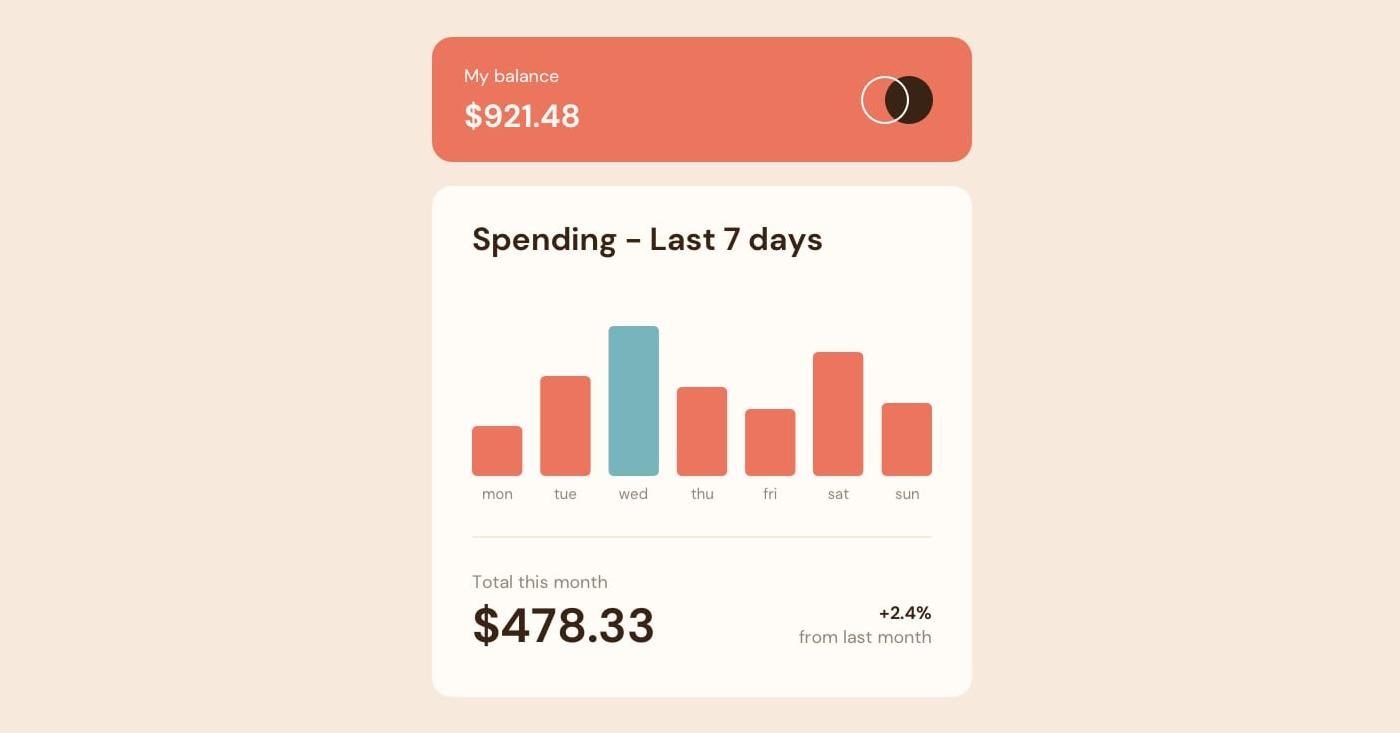 My balance
$921.48
Spending - Last 7 days
mon tue wed thu fri sat sun
Total this month
$478.33
+2.4%
from last month